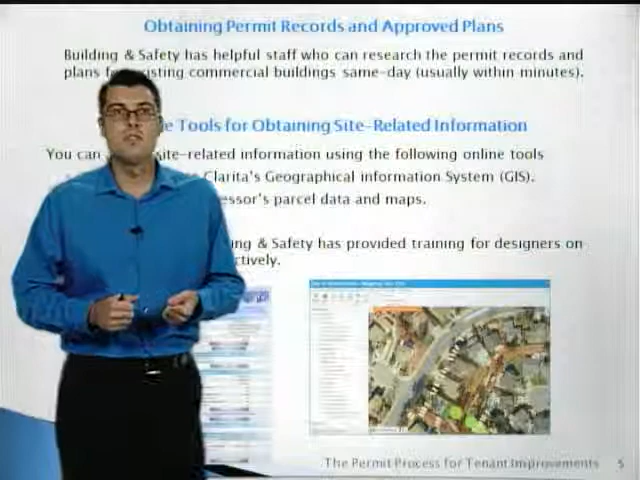 Obtaining Permit Records and Approved Plans
Building & Safety has helpful staff who can research the permit records and
plans f isting commercial buildings same-day (usually within minutes).
e Tools for Obtaining Site-Related Information
You can ite-related information using the following online tools
Clarita's Geographical information System (GIS).
essor's parcel data and maps.
ing & Safety has provided training for designers on
ctively.
The Permit Process for Tenant Improvements 5